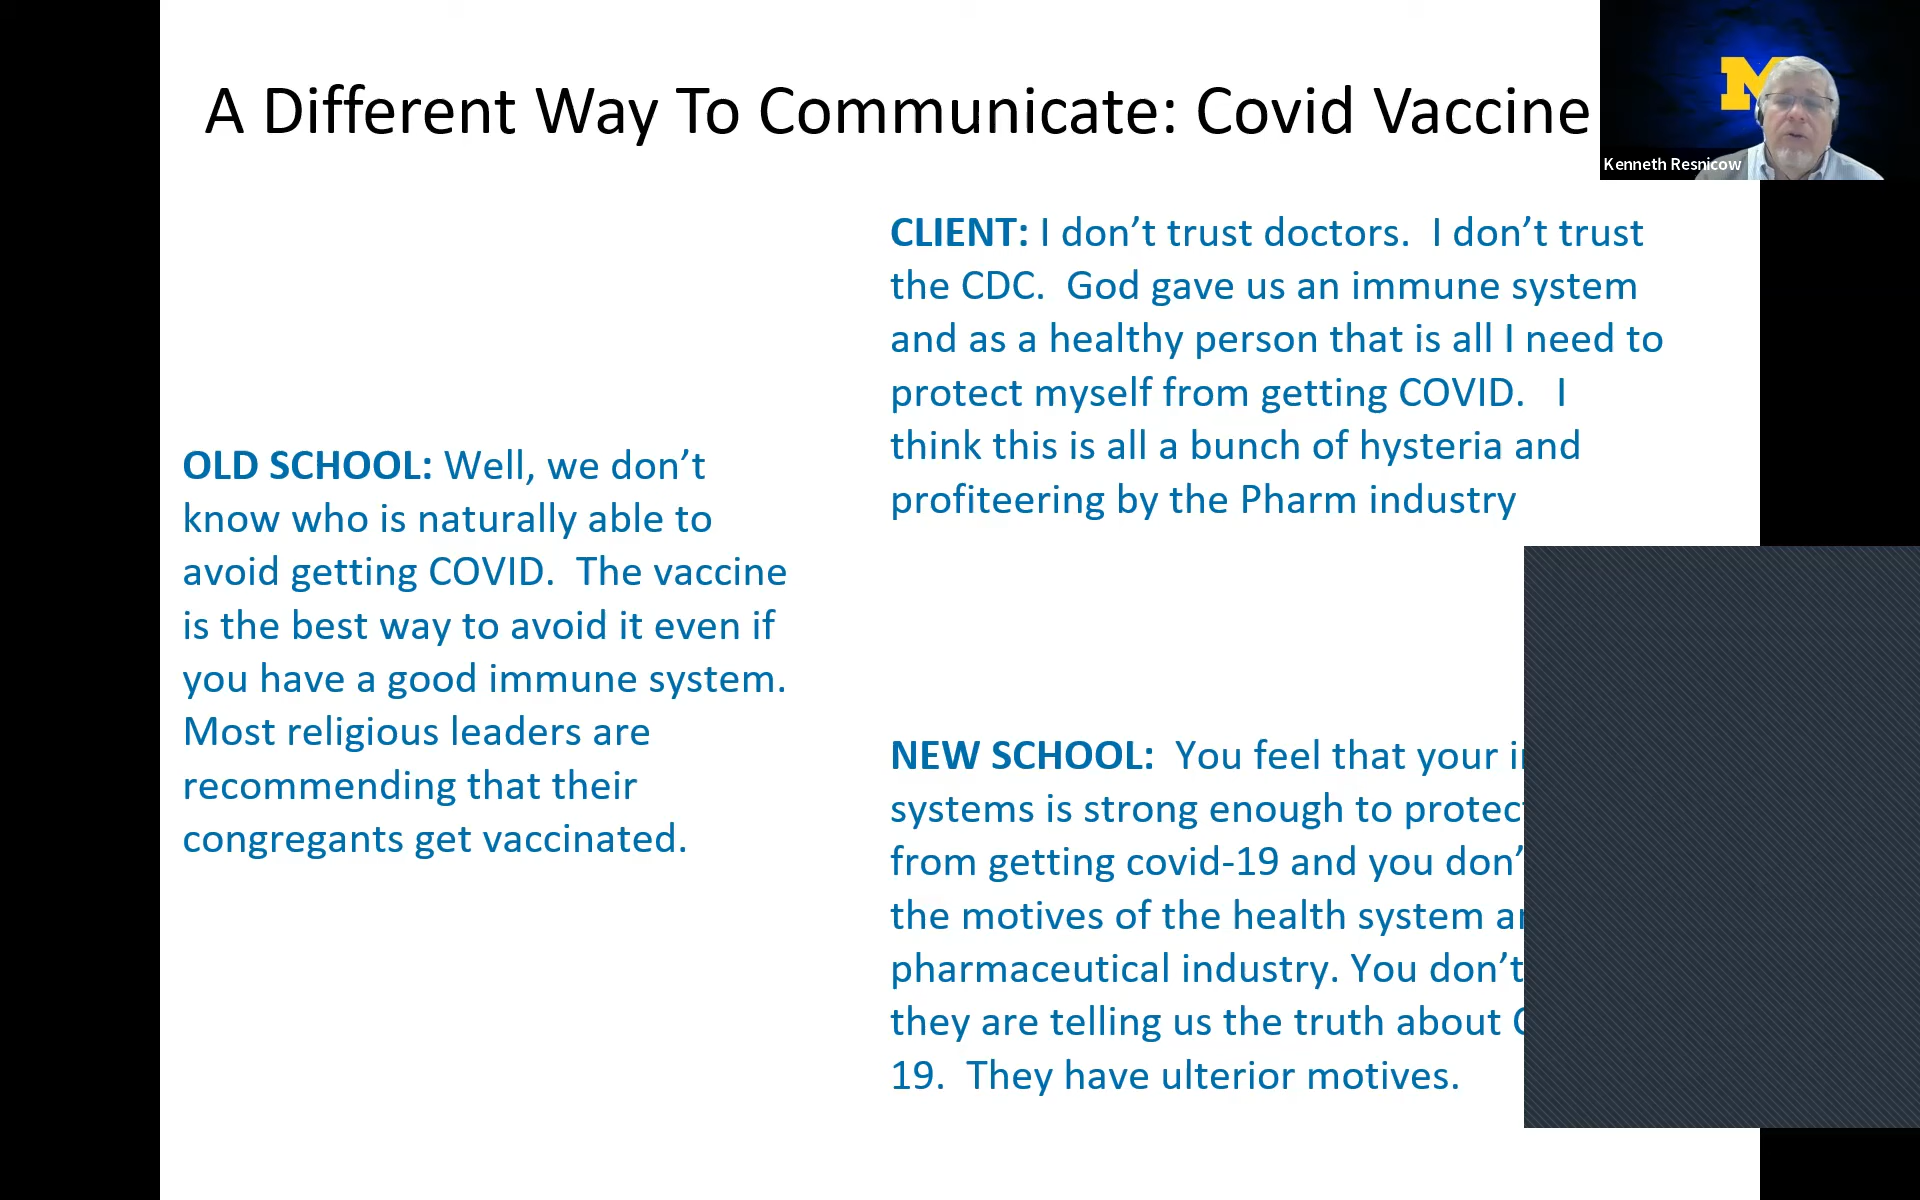 A Different Way To Communicate: Covid Vaccine
M
Kenneth Resnicow
CLIENT: I don’t trust doctors. I don’t trust
the CDC. God gave us an immune system
and as a healthy person that is all I need to
protect myself from getting COVID. I
think this is all a bunch of hysteria and
profiteering by the Pharm industry
OLD SCHOOL: Well, we don’t
know who is naturally able to
avoid getting COVID. The vaccine
is the best way to avoid it even if
you have a good immune system.
Most religious leaders are
recommending that their
congregants get vaccinated.
NEW SCHOOL: You feel that your
systems is strong enough to
from getting covid-19 and you
the motives of the health system
pharmaceutical industry. You don’t
they are telling us the truth about
19. They have ulterior motives.